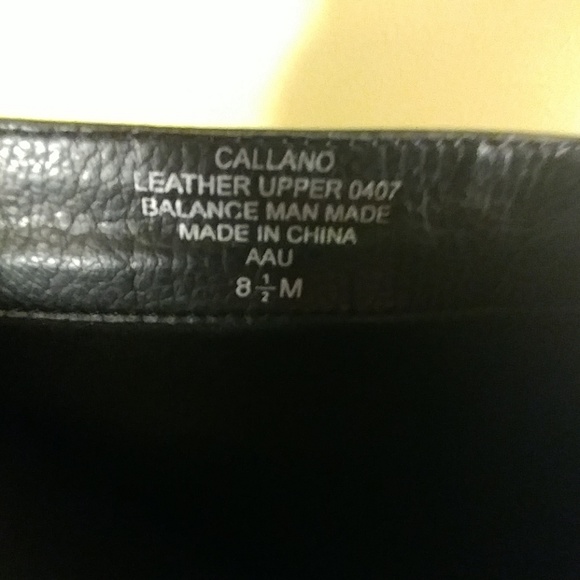 CALLANO
LEATHER UPPER 0407
BALANCE MAN MADE
MADE IN CHINA
AAU
8 1/2 M